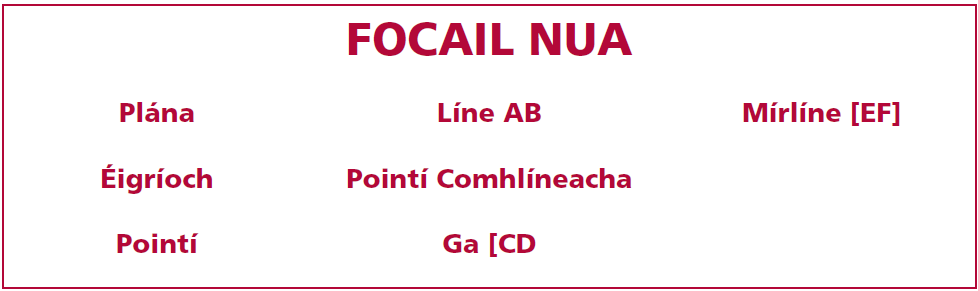 FOCAIL NUA
Plána
Líne AB
Mírlíne [EF]
Éigríoch
Pointí Comhlíneacha
Pointí
Ga [CD